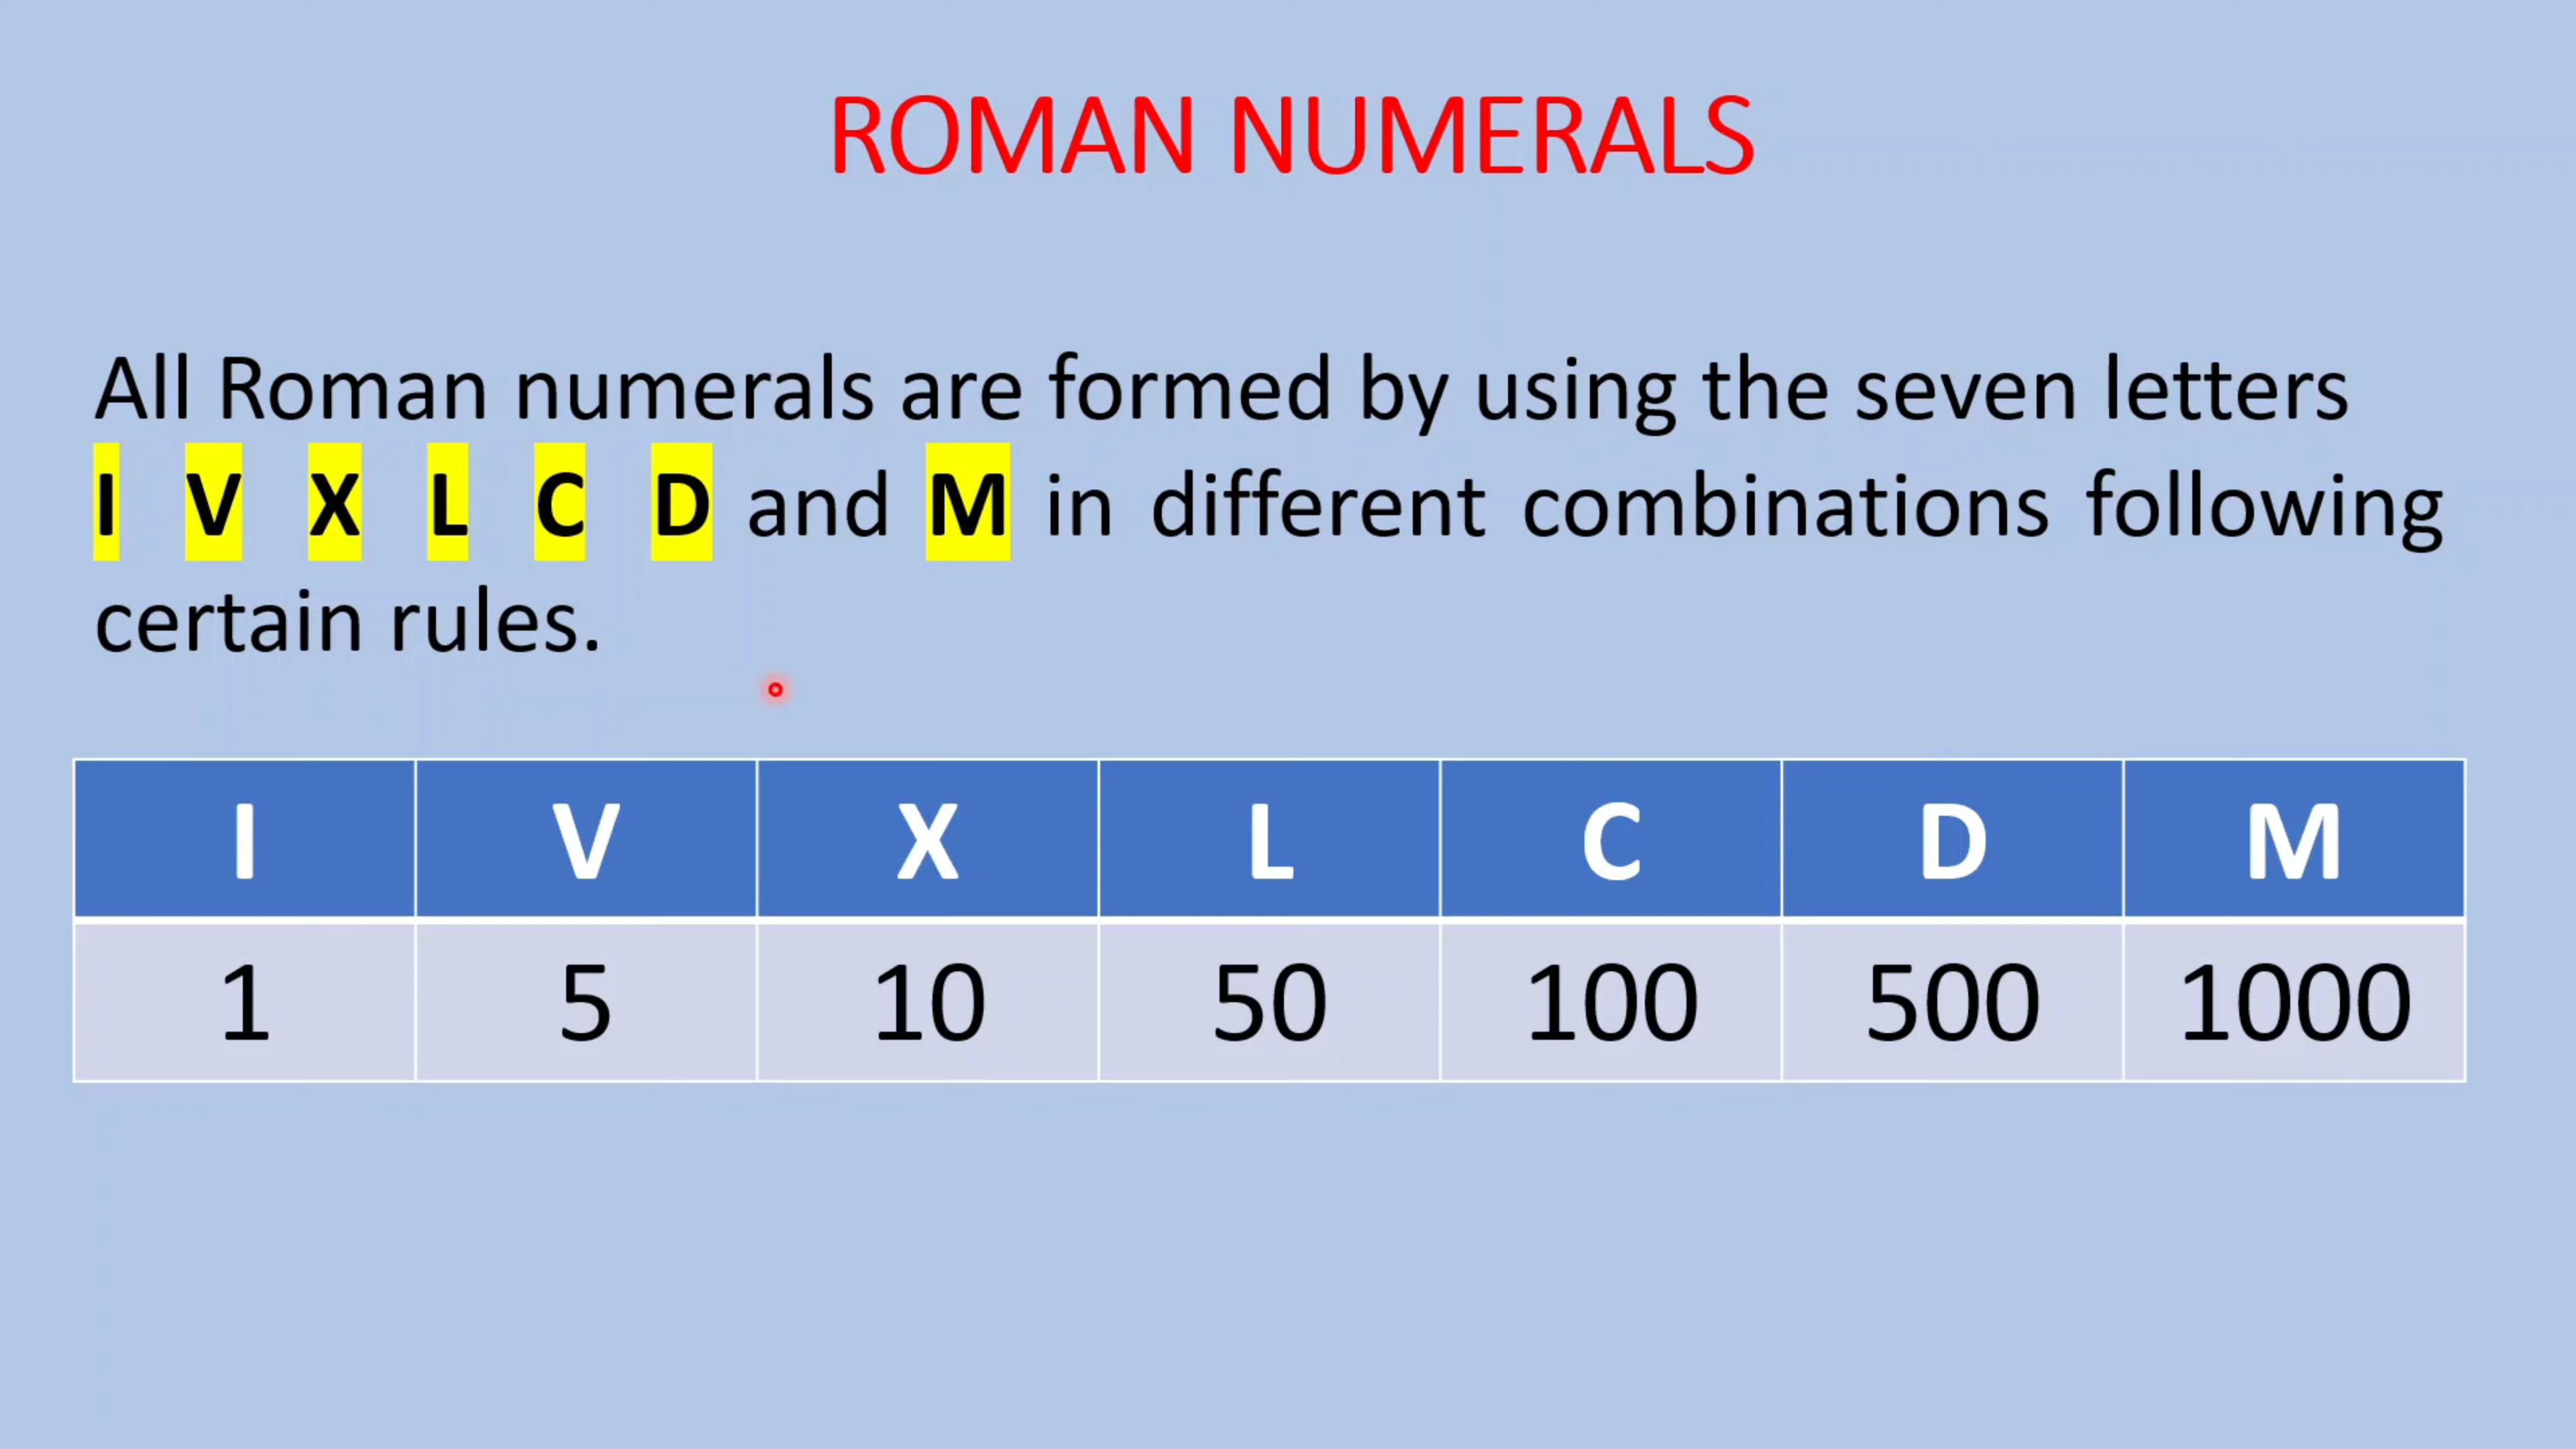 ROMAN NUMERALS
All Roman numerals are formed by using the seven letters
I V X L C D and M in different combinations following
certain rules.
I V X L C D M
1 5 10 50 100 500 1000